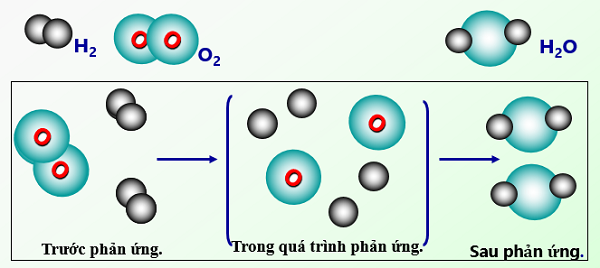 H2
O O
O2
H2O
O
O
O
O
Trước phản ứng.
Trong quá trình phản ứng.
Sau phản ứng.